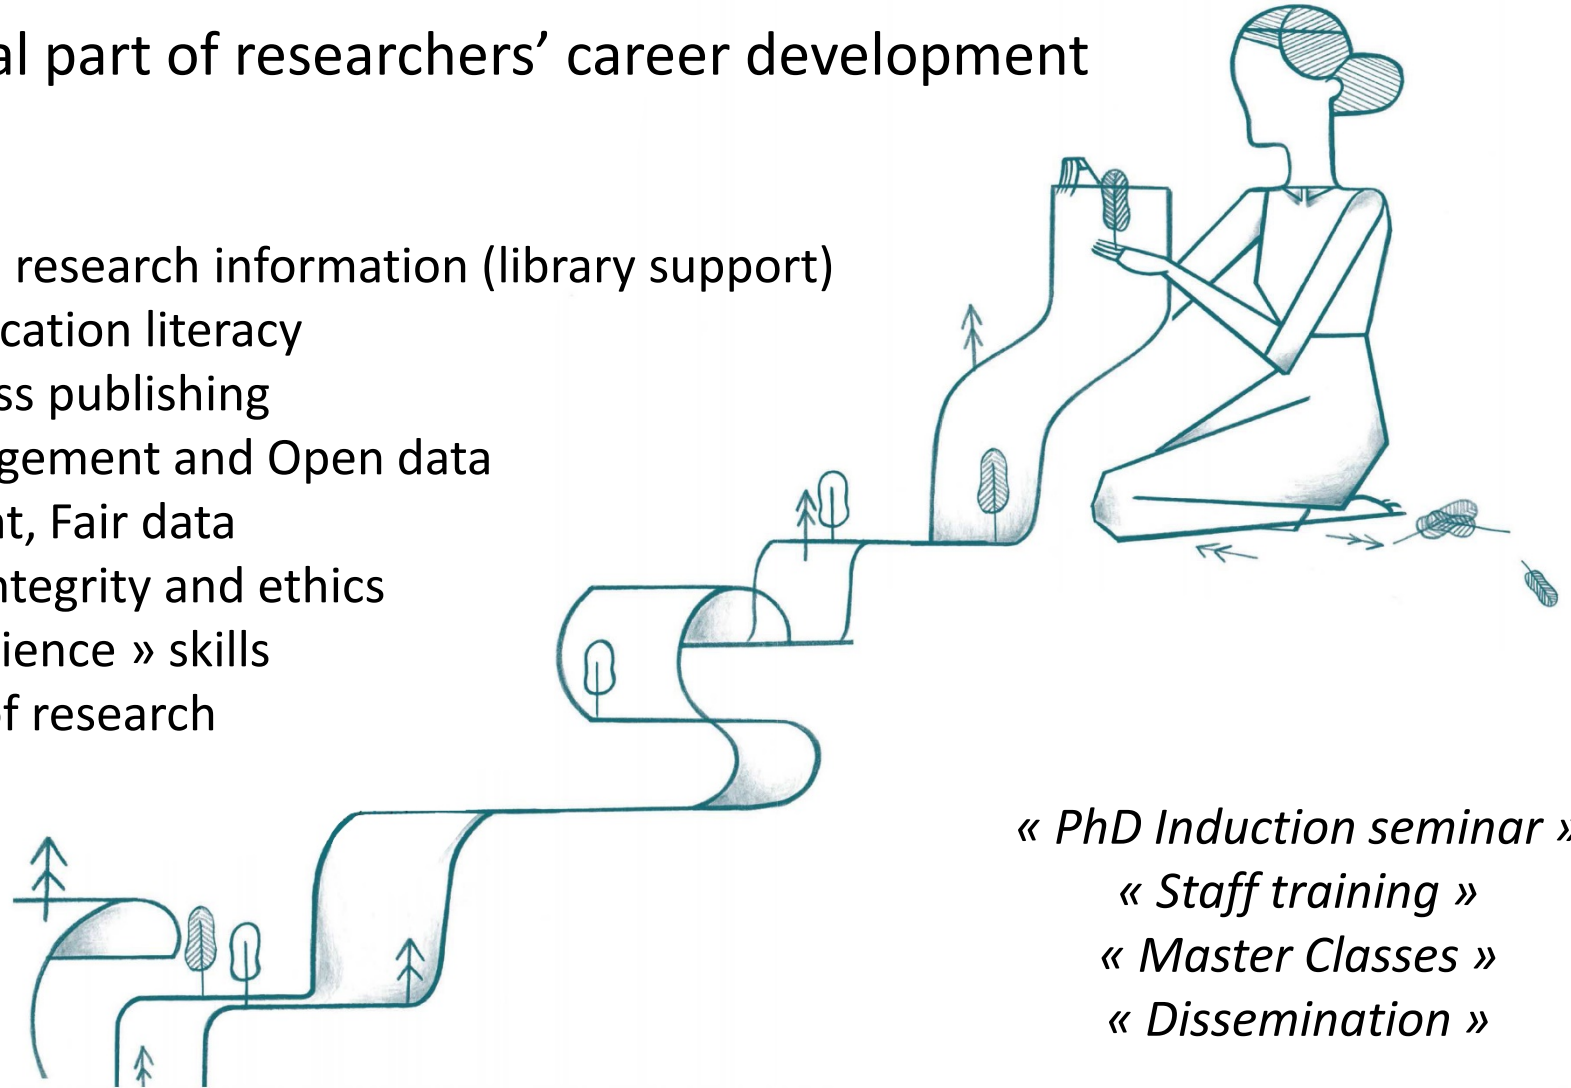 al part of researchers’ career development
research information (library support)
cation literacy
ss publishing
gement and Open data
t, Fair data
ntegrity and ethics
ience » skills
f research
« PhD Induction seminar »
« Staff training »
« Master Classes »
« Dissemination »